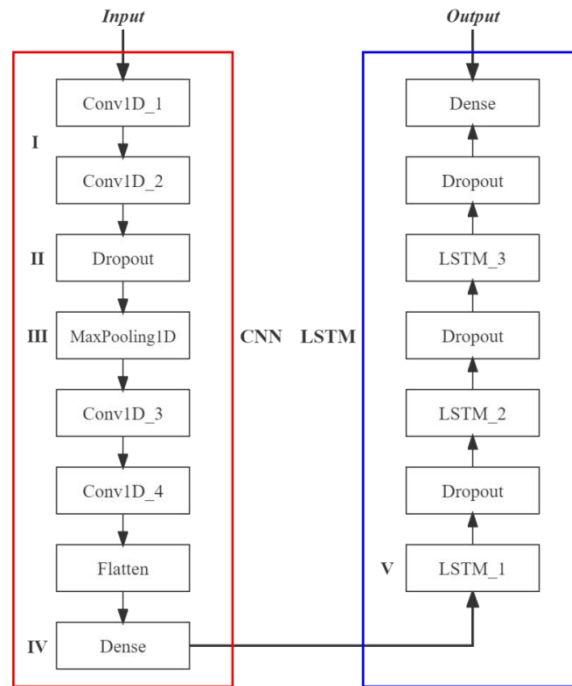 Input
Conv1D_1
I
Conv1D_2
II
Dropout
III
MaxPooling1D
Conv1D_3
Conv1D_4
Flatten
IV
Dense
CNN
LSTM
Output
Dense
Dropout
LSTM_3
Dropout
LSTM_2
Dropout
V
LSTM_1